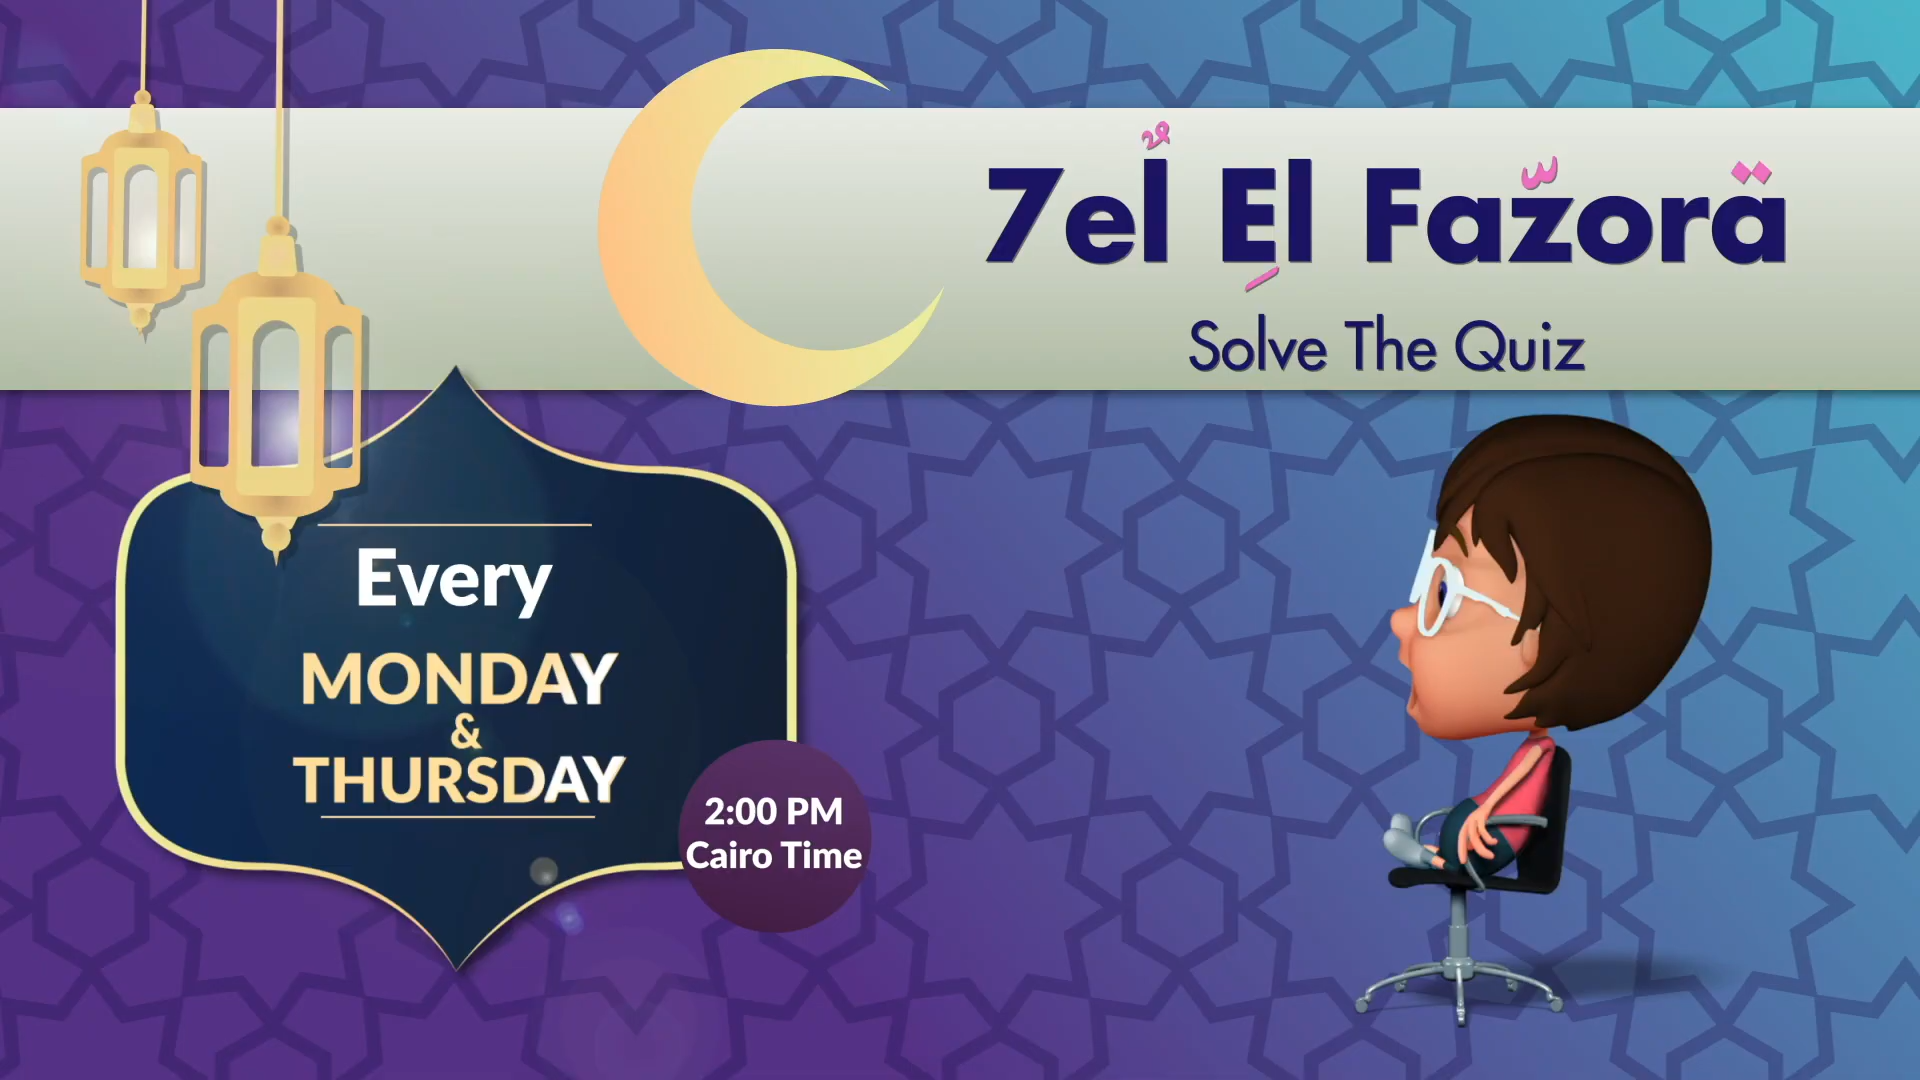 7el El Fazora
Solve The Quiz
Every
MONDAY
&
THURSDAY
2:00 PM
Cairo Time